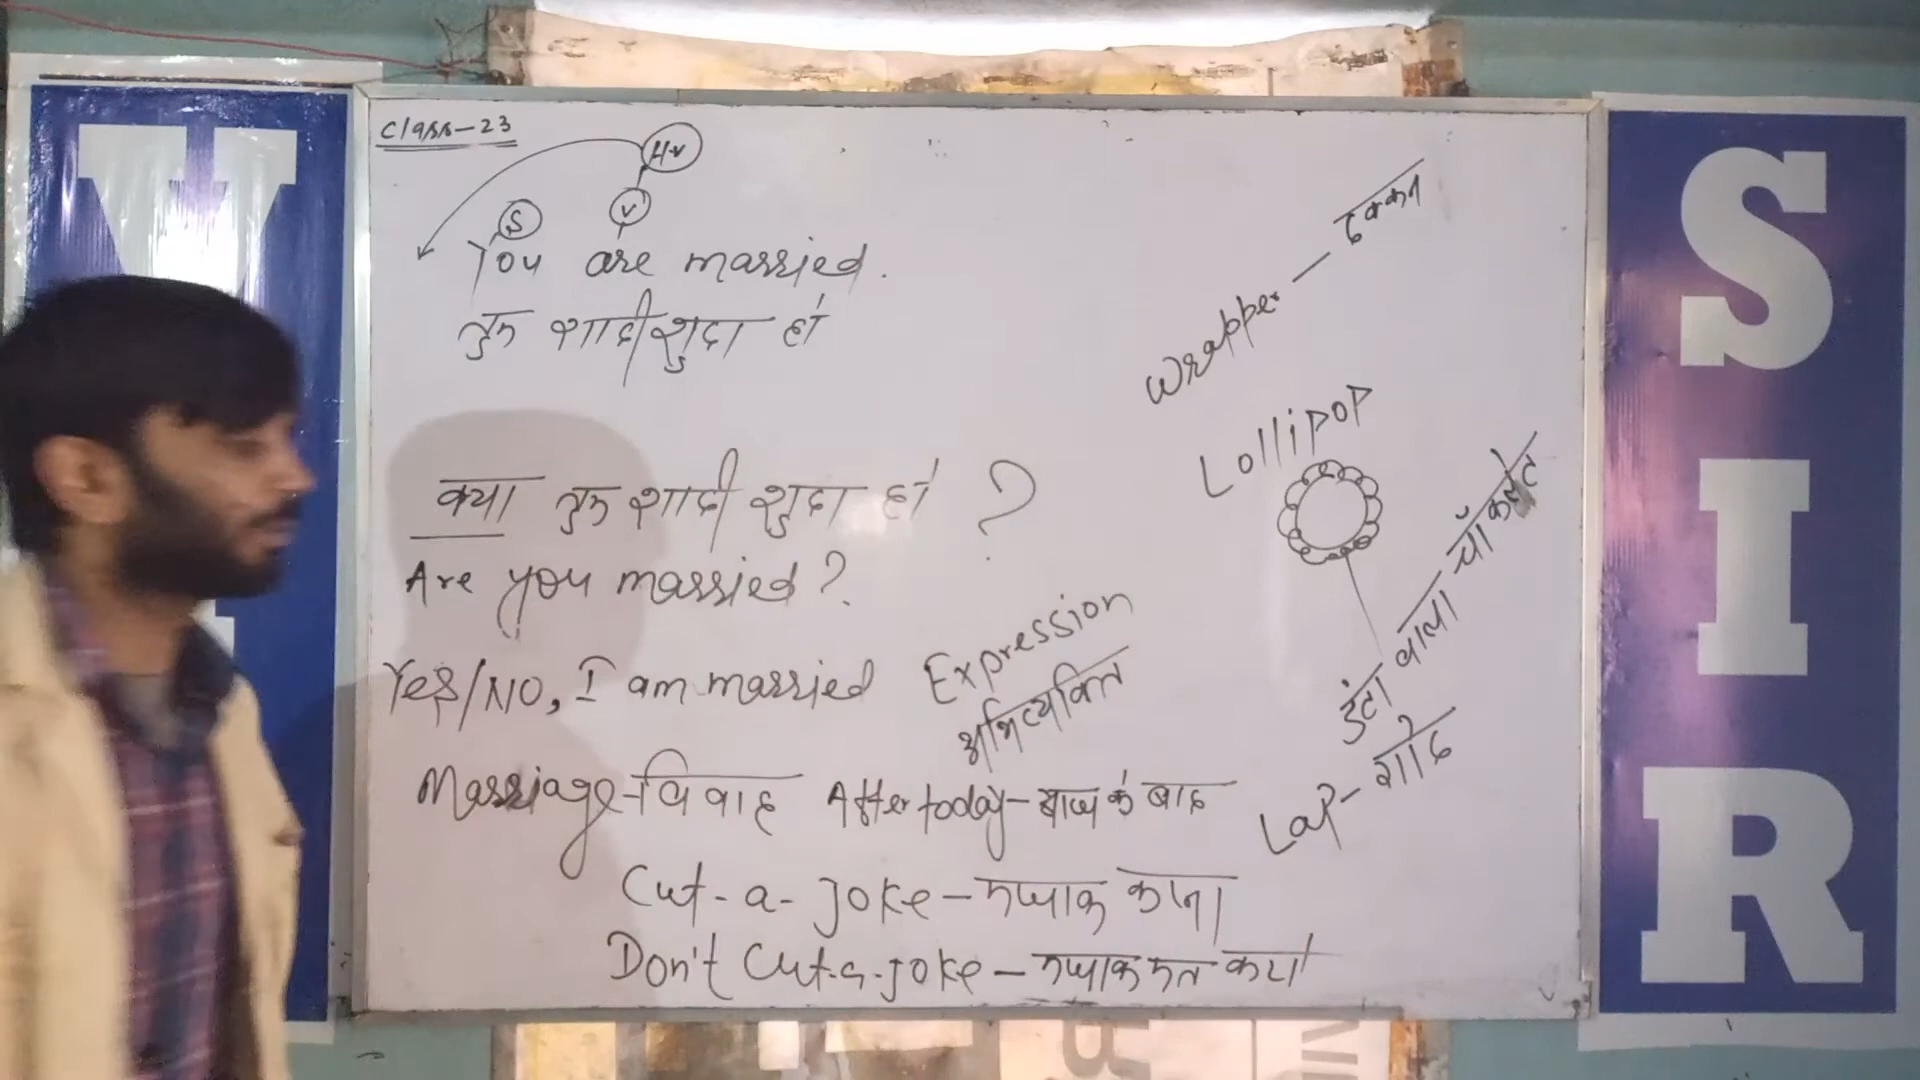 Class-23
H.v
S
V
You are married.
तुम शादीशुदा हो
क्या तुम शादी शुदा हो ?
Are you married?
Yes/NO, I am married
Expression
अभिव्यक्ति
Marriage-विवाह
After today-आज के बाद
Cut-a-Joke-मजाक करना
Don't Cut-a-joke-मजाक मत करो
Wrapper-ढक्कन
Lollipop
डंटा वाला चॉकलेट
Lap-गोद
SIR